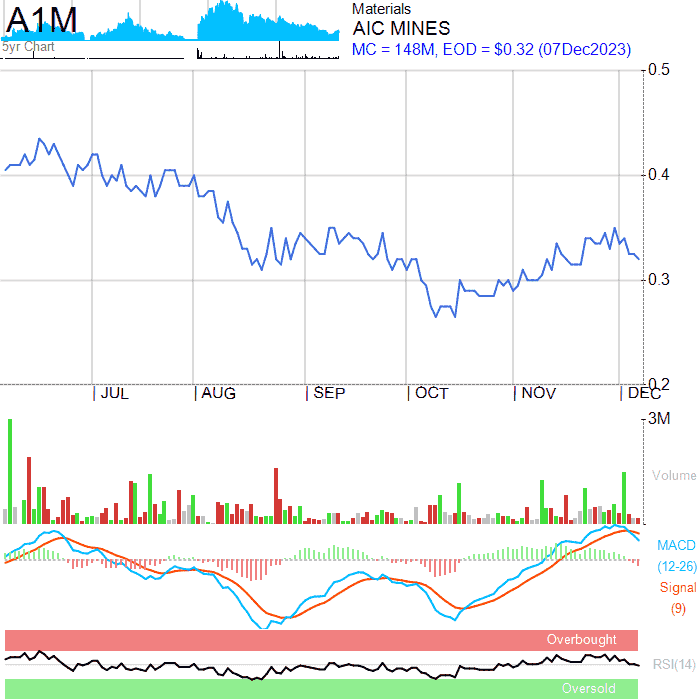 A1M
5yr Chart
Materials
AIC MINES
MC = 148M, EOD = $0.32 (07Dec2023)
0.5
0.4
0.3
0.2
JUL
AUG
SEP
OCT
NOV
DEC
3M
Volume
MACD
(12-26)
Signal
(9)
Overbought
RSI(14)
Oversold